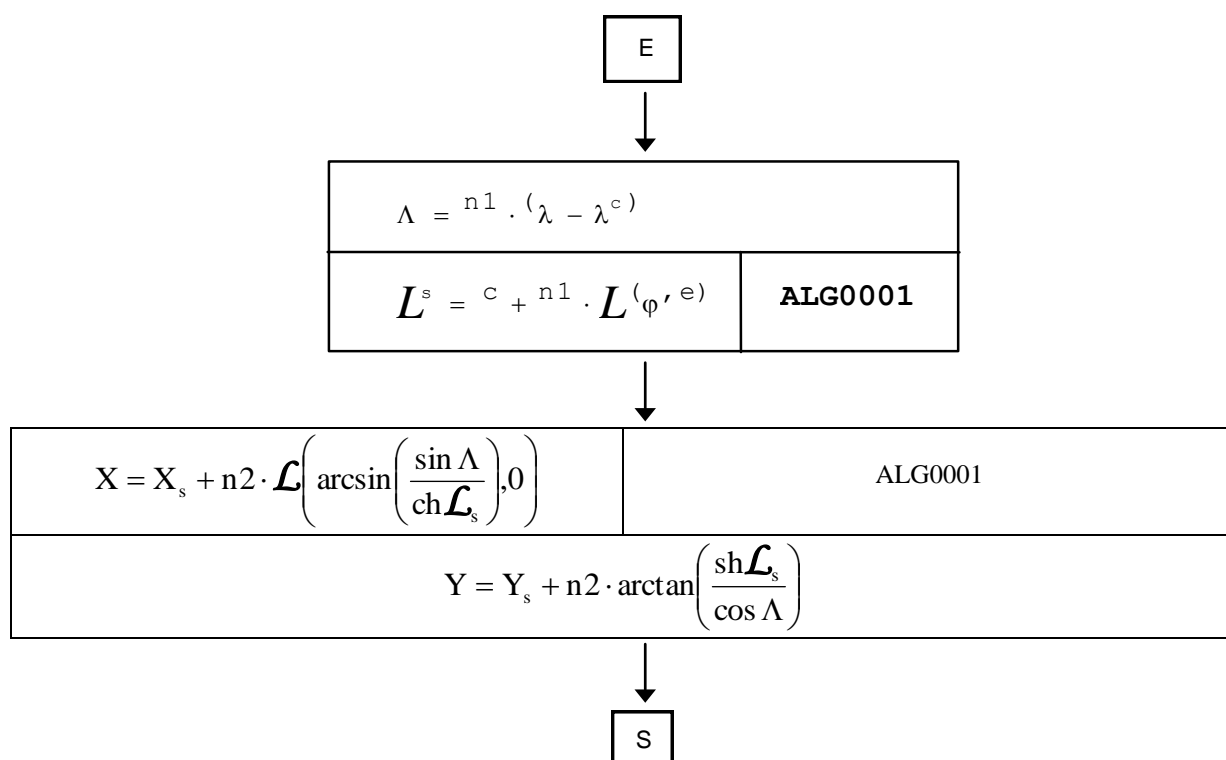 E
Λ = n1 · (λ − λc)
𝓛s = c + n1 · 𝓛(φ, e)
ALG0001
X = Xs + n2 · 𝓛(arcsin(sin Λ / ch 𝓛s), 0)
ALG0001
Y = Ys + n2 · arctan(sh 𝓛s / cos Λ)
S